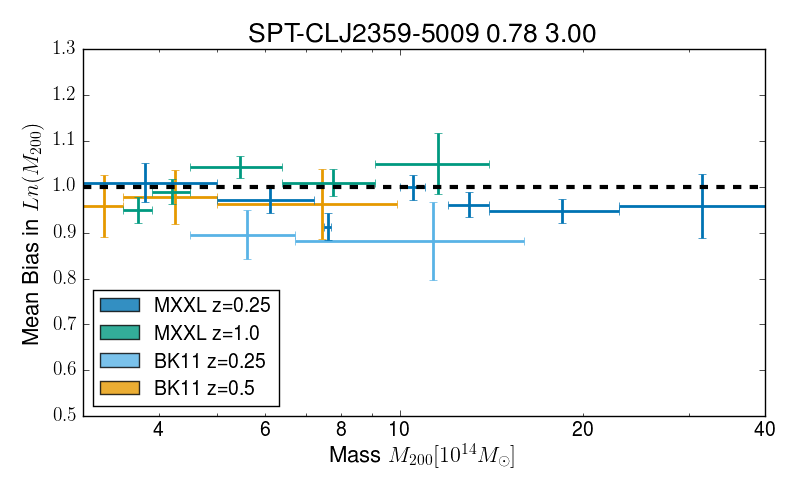 SPT-CLJ2359-5009 0.78 3.00
Mean Bias in Ln(M₂₀₀)
1.3
1.2
1.1
1.0
0.9
0.8
0.7
0.6
0.5
MXXL z=0.25
MXXL z=1.0
BK11 z=0.25
BK11 z=0.5
4 6 8 10 20 40
Mass M₂₀₀[10¹⁴M☉]